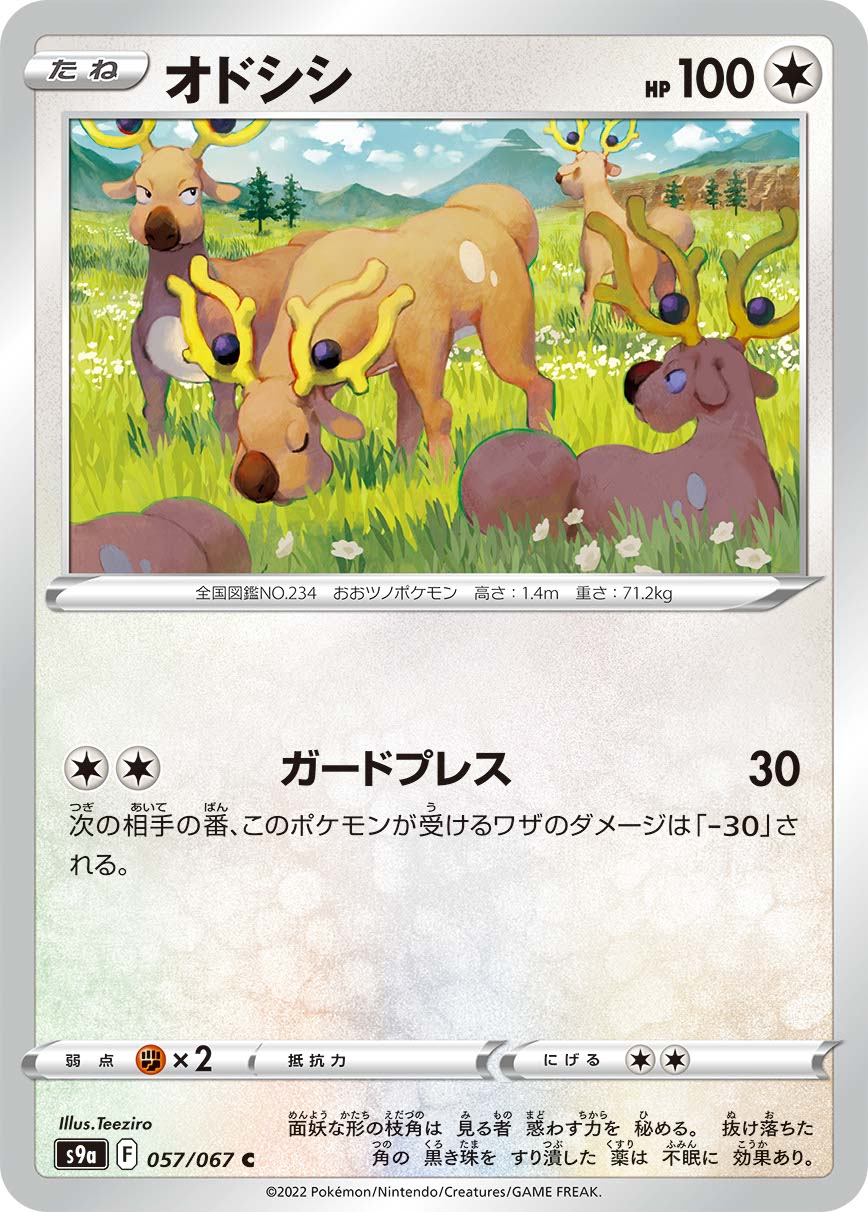 たね オドシシ HP 100
全国図鑑NO.234 おおツノポケモン 高さ：1.4m 重さ：71.2kg
ガードプレス 30
次の相手の番、このポケモンが受けるワザのダメージは「-30」さ
れる。
弱点 ×2 抵抗力 にげる
Illus.Teeziro
面妖な形の枝角は 見る者 惑わす力を 秘める。 抜け落ちた
角の 黒き珠を すり潰した 薬は 不眠に 効果あり。
s9a F 057/067 C
©2022 Pokémon/Nintendo/Creatures/GAME FREAK.